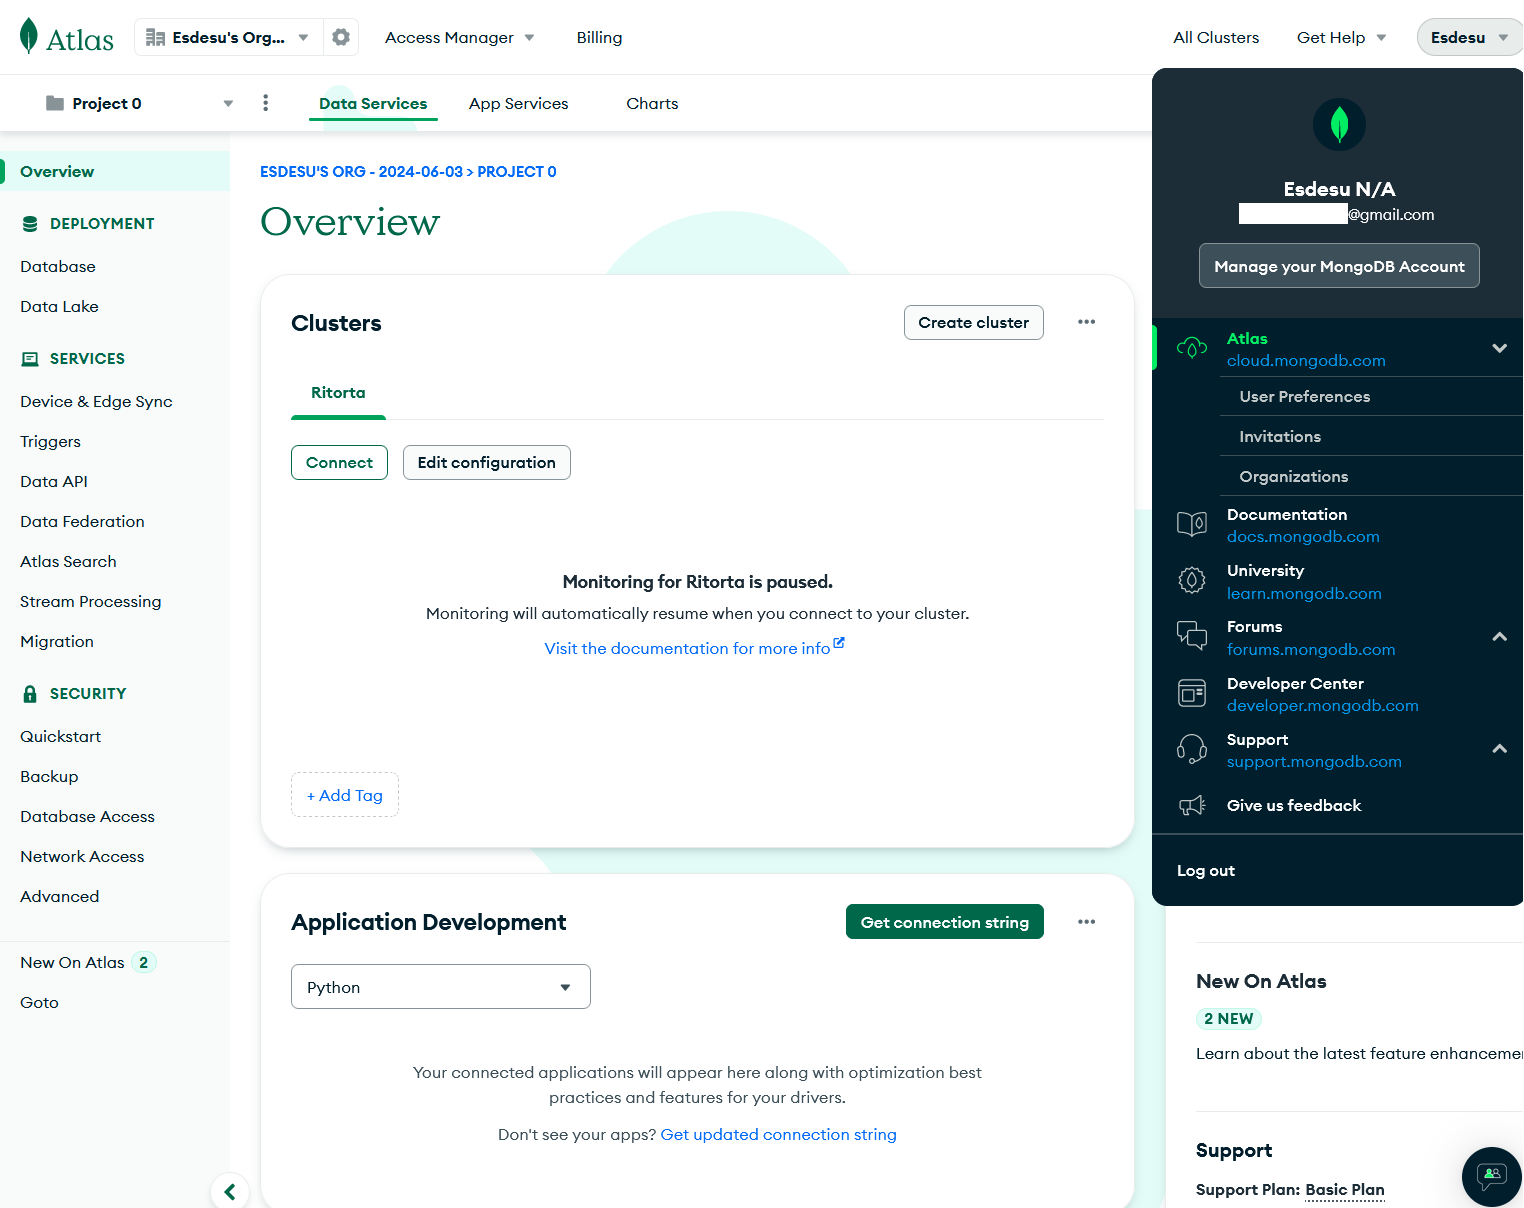 Atlas
Esdesu's Org...
Access Manager
Billing
All Clusters
Get Help
Esdesu
Project 0
Data Services
App Services
Charts
Overview
DEPLOYMENT
Database
Data Lake
SERVICES
Device & Edge Sync
Triggers
Data API
Data Federation
Atlas Search
Stream Processing
Migration
SECURITY
Quickstart
Backup
Database Access
Network Access
Advanced
New On Atlas 2
Goto
ESDESU'S ORG - 2024-06-03 > PROJECT 0
Overview
Clusters
Create cluster
Ritorta
Connect
Edit configuration
Monitoring for Ritorta is paused.
Monitoring will automatically resume when you connect to your cluster.
Visit the documentation for more info
+ Add Tag
Application Development
Get connection string
Python
Your connected applications will appear here along with optimization best
practices and features for your drivers.
Don't see your apps? Get updated connection string
Esdesu N/A
@gmail.com
Manage your MongoDB Account
Atlas
cloud.mongodb.com
User Preferences
Invitations
Organizations
Documentation
docs.mongodb.com
University
learn.mongodb.com
Forums
forums.mongodb.com
Developer Center
developer.mongodb.com
Support
support.mongodb.com
Give us feedback
Log out
New On Atlas
2 NEW
Learn about the latest feature enhanceme
Support
Support Plan: Basic Plan